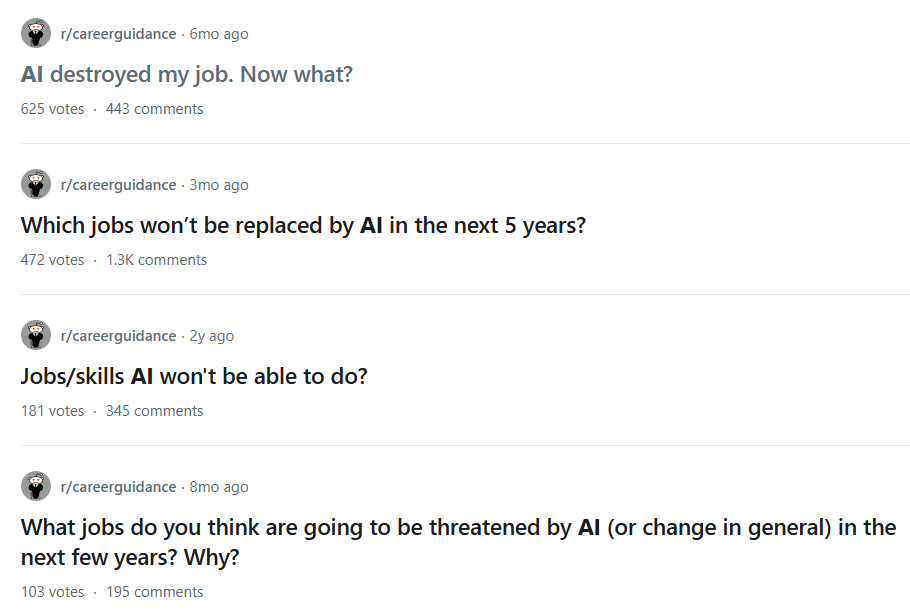 r/careerguidance · 6mo ago
AI destroyed my job. Now what?
625 votes · 443 comments
r/careerguidance · 3mo ago
Which jobs won’t be replaced by AI in the next 5 years?
472 votes · 1.3K comments
r/careerguidance · 2y ago
Jobs/skills AI won't be able to do?
181 votes · 345 comments
r/careerguidance · 8mo ago
What jobs do you think are going to be threatened by AI (or change in general) in the
next few years? Why?
103 votes · 195 comments